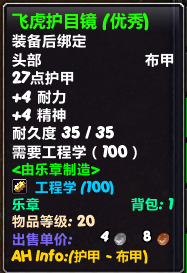 飞虎护目镜 (优秀)
装备后绑定
头部 布甲
27点护甲
+4 耐力
+4 精神
耐久度 35 / 35
需要工程学（100）
<由乐章制造>
工程学 (100)
乐章 背包: 1
物品等级: 20
出售单价: 4 8
AH Info:(护甲 - 布甲)